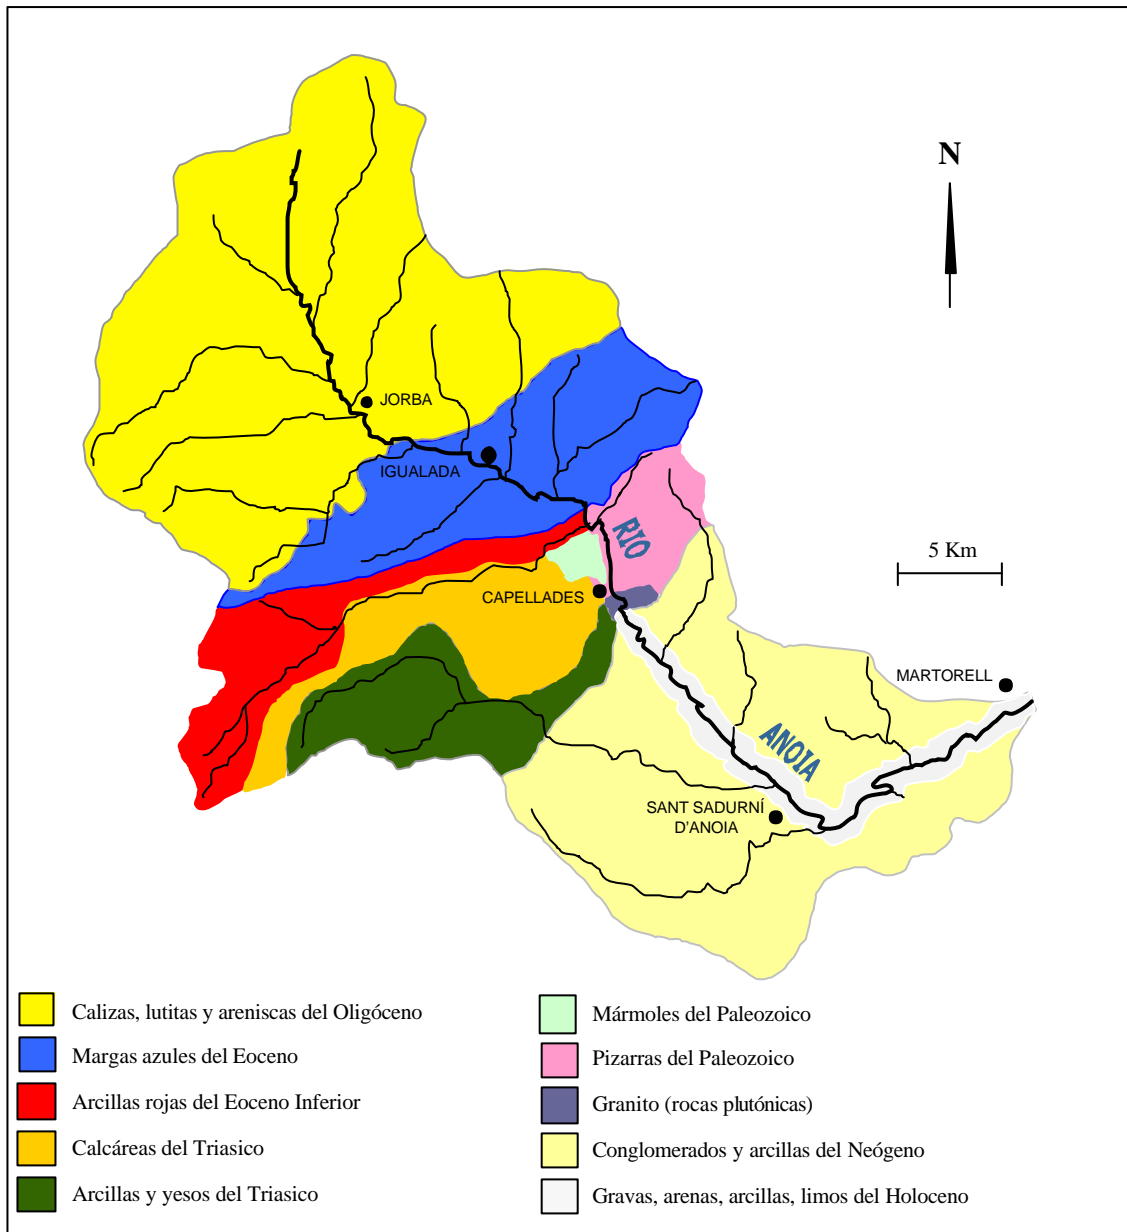 N
JORBA
IGUALADA
RIO
5 Km
CAPELLADES
MARTORELL
ANOIA
SANT SADURNÍ
D'ANOIA
Calizas, lutitas y areniscas del Oligóceno
Margas azules del Eoceno
Arcillas rojas del Eoceno Inferior
Calcáreas del Triasico
Arcillas y yesos del Triasico
Mármoles del Paleozoico
Pizarras del Paleozoico
Granito (rocas plutónicas)
Conglomerados y arcillas del Neógeno
Gravas, arenas, arcillas, limos del Holoceno